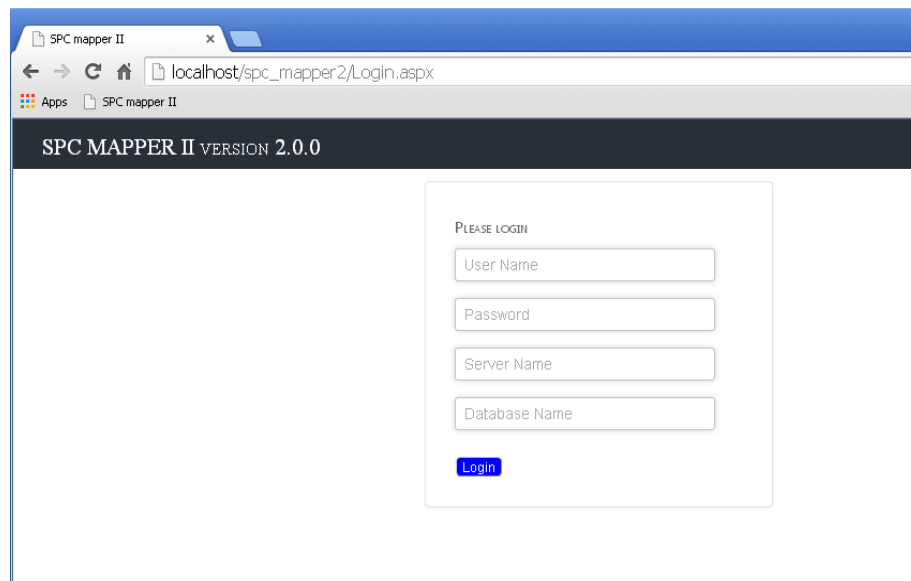 SPC mapper II
localhost/spc_mapper2/Login.aspx
Apps SPC mapper II
SPC MAPPER II VERSION 2.0.0
PLEASE LOGIN
User Name
Password
Server Name
Database Name
Login